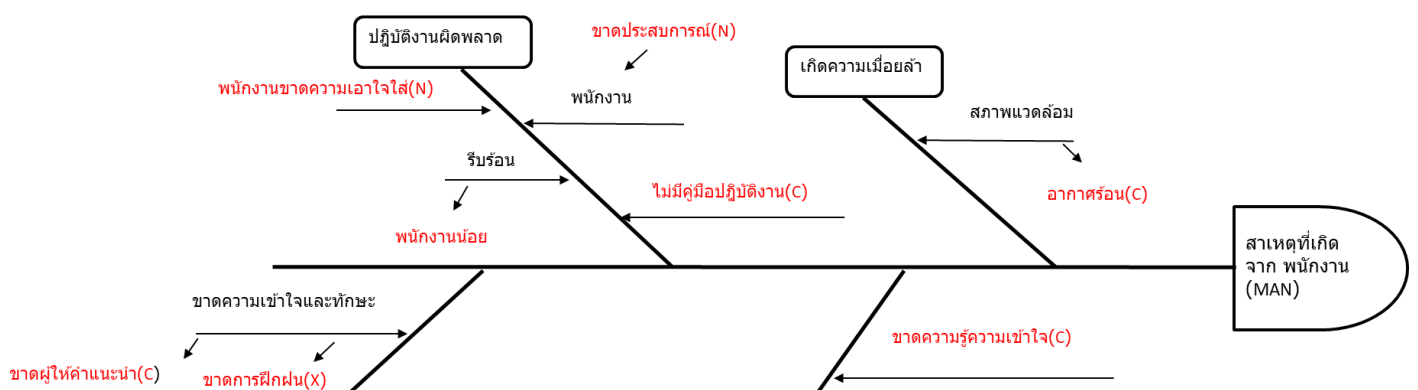 ปฎิบัติงานผิดพลาด
ขาดประสบการณ์(N)
เกิดความเมื่อยล้า
พนักงานขาดความเอาใจใส่(N)
พนักงาน
สภาพแวดล้อม
รีบร้อน
ไม่มีคู่มือปฎิบัติงาน(C)
อากาศร้อน(C)
พนักงานน้อย
สาเหตุที่เกิด
จาก พนักงาน
(MAN)
ขาดความเข้าใจและทักษะ
ขาดความรู้ความเข้าใจ(C)
ขาดผู้ให้คำแนะนำ(C)
ขาดการฝึกฝน(X)